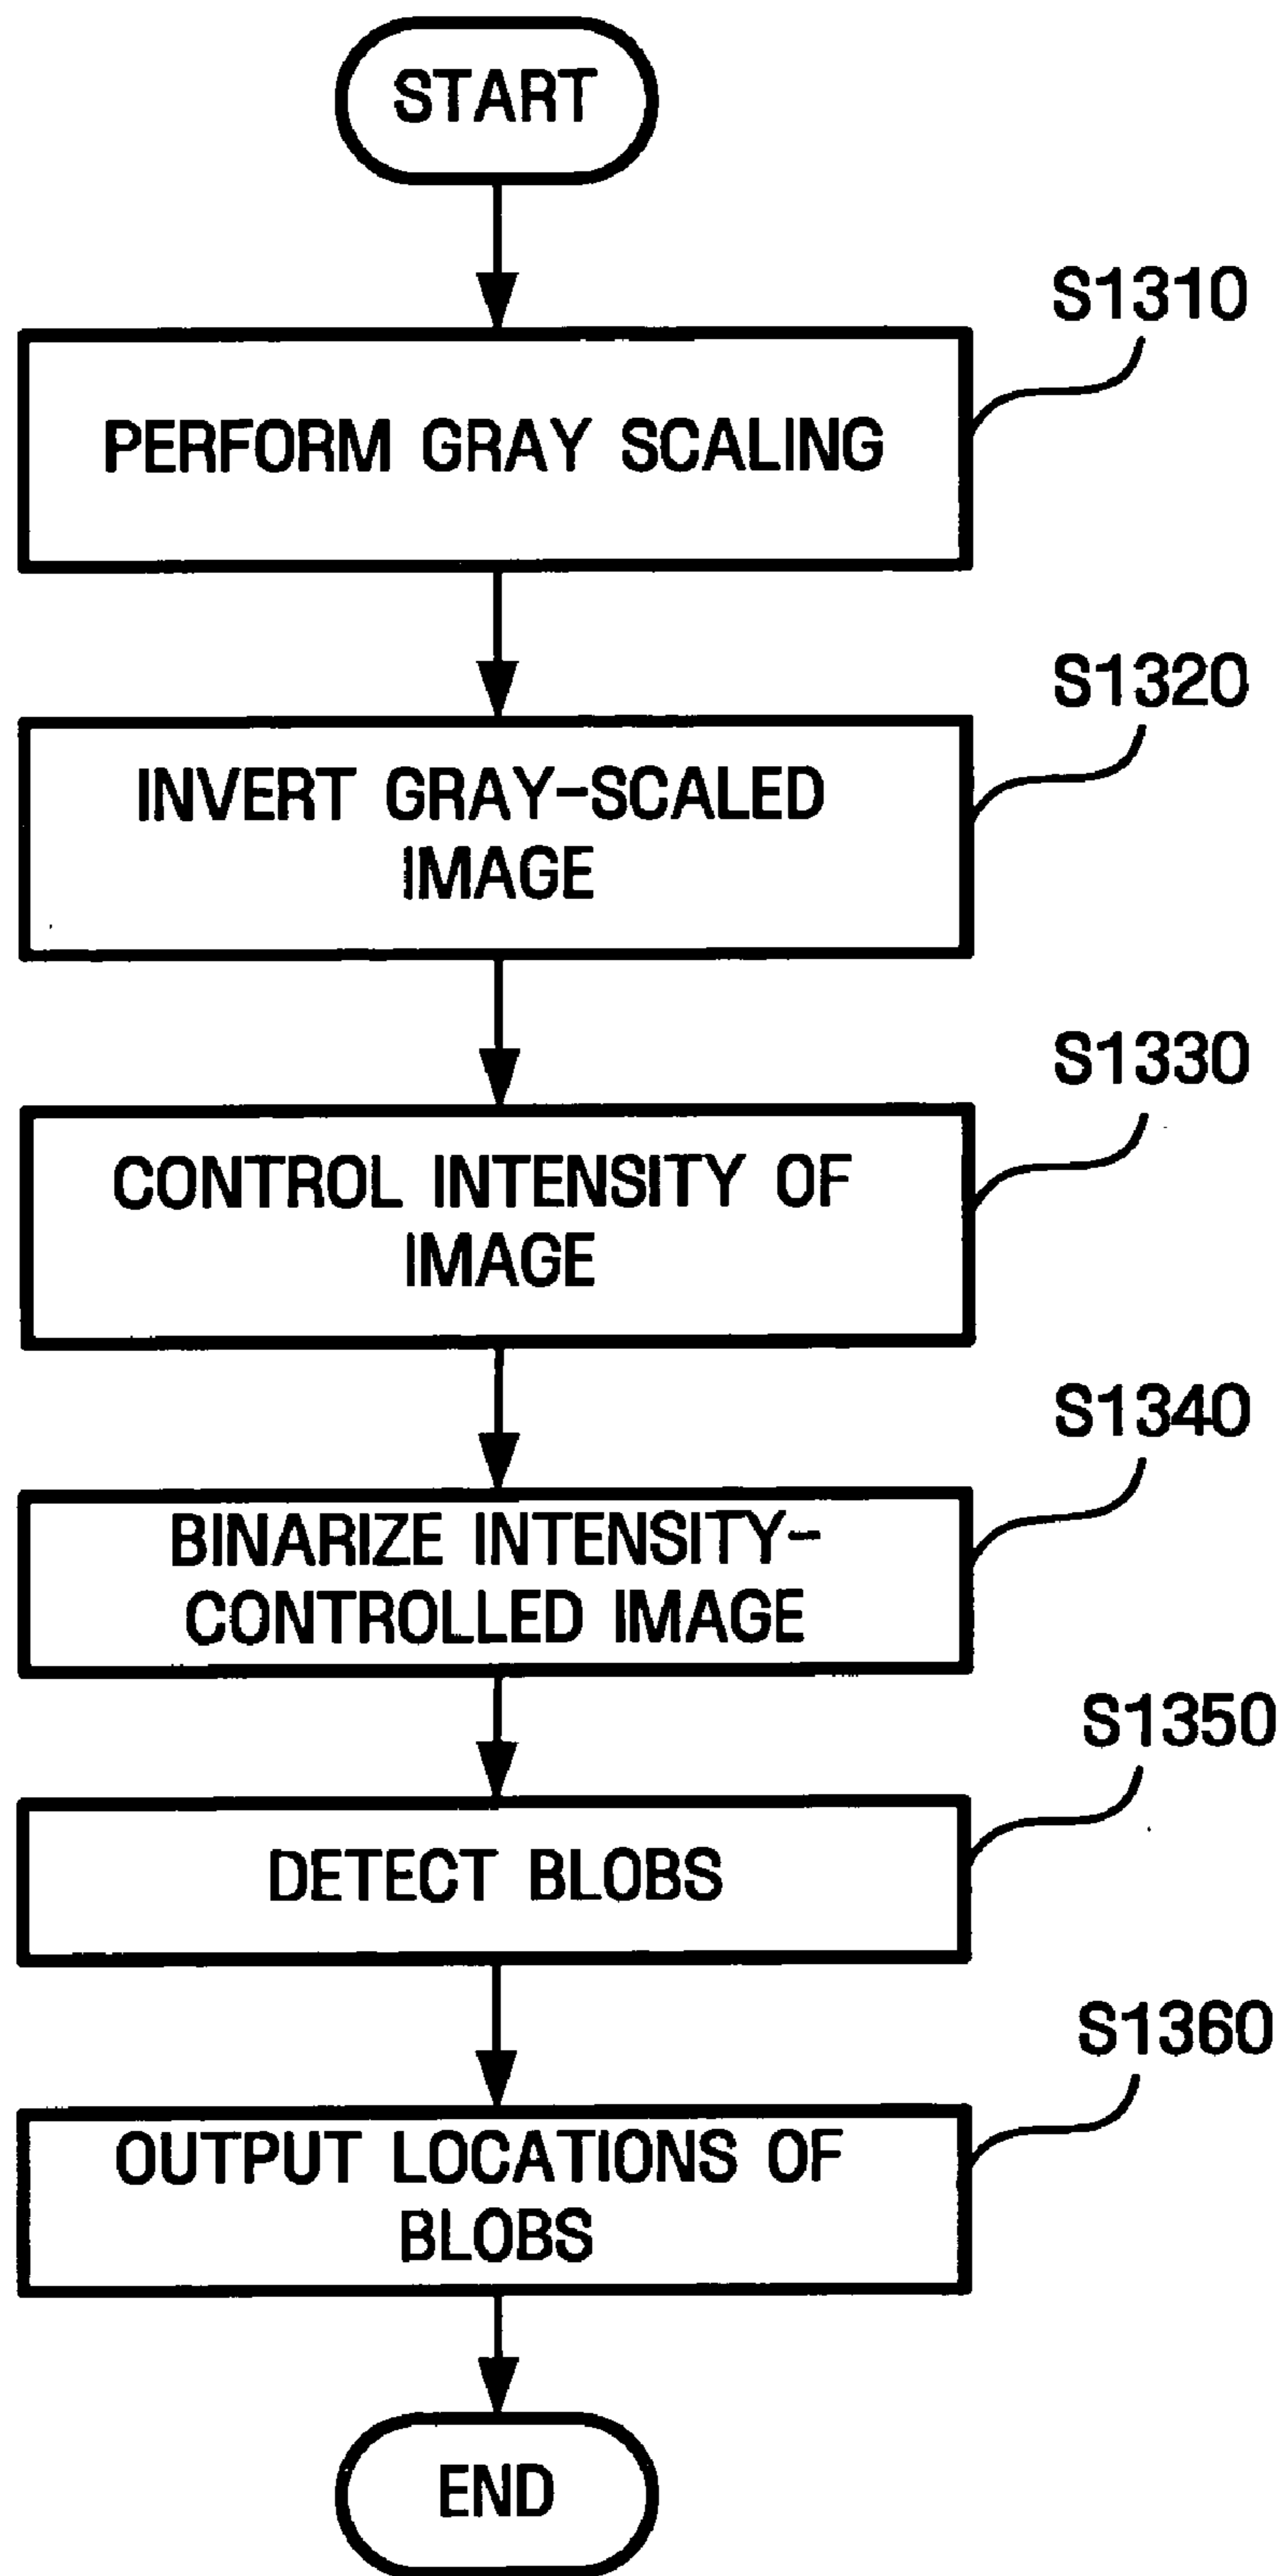 START
S1310
PERFORM GRAY SCALING
S1320
INVERT GRAY-SCALED
IMAGE
S1330
CONTROL INTENSITY OF
IMAGE
S1340
BINARIZE INTENSITY-
CONTROLLED IMAGE
S1350
DETECT BLOBS
S1360
OUTPUT LOCATIONS OF
BLOBS
END